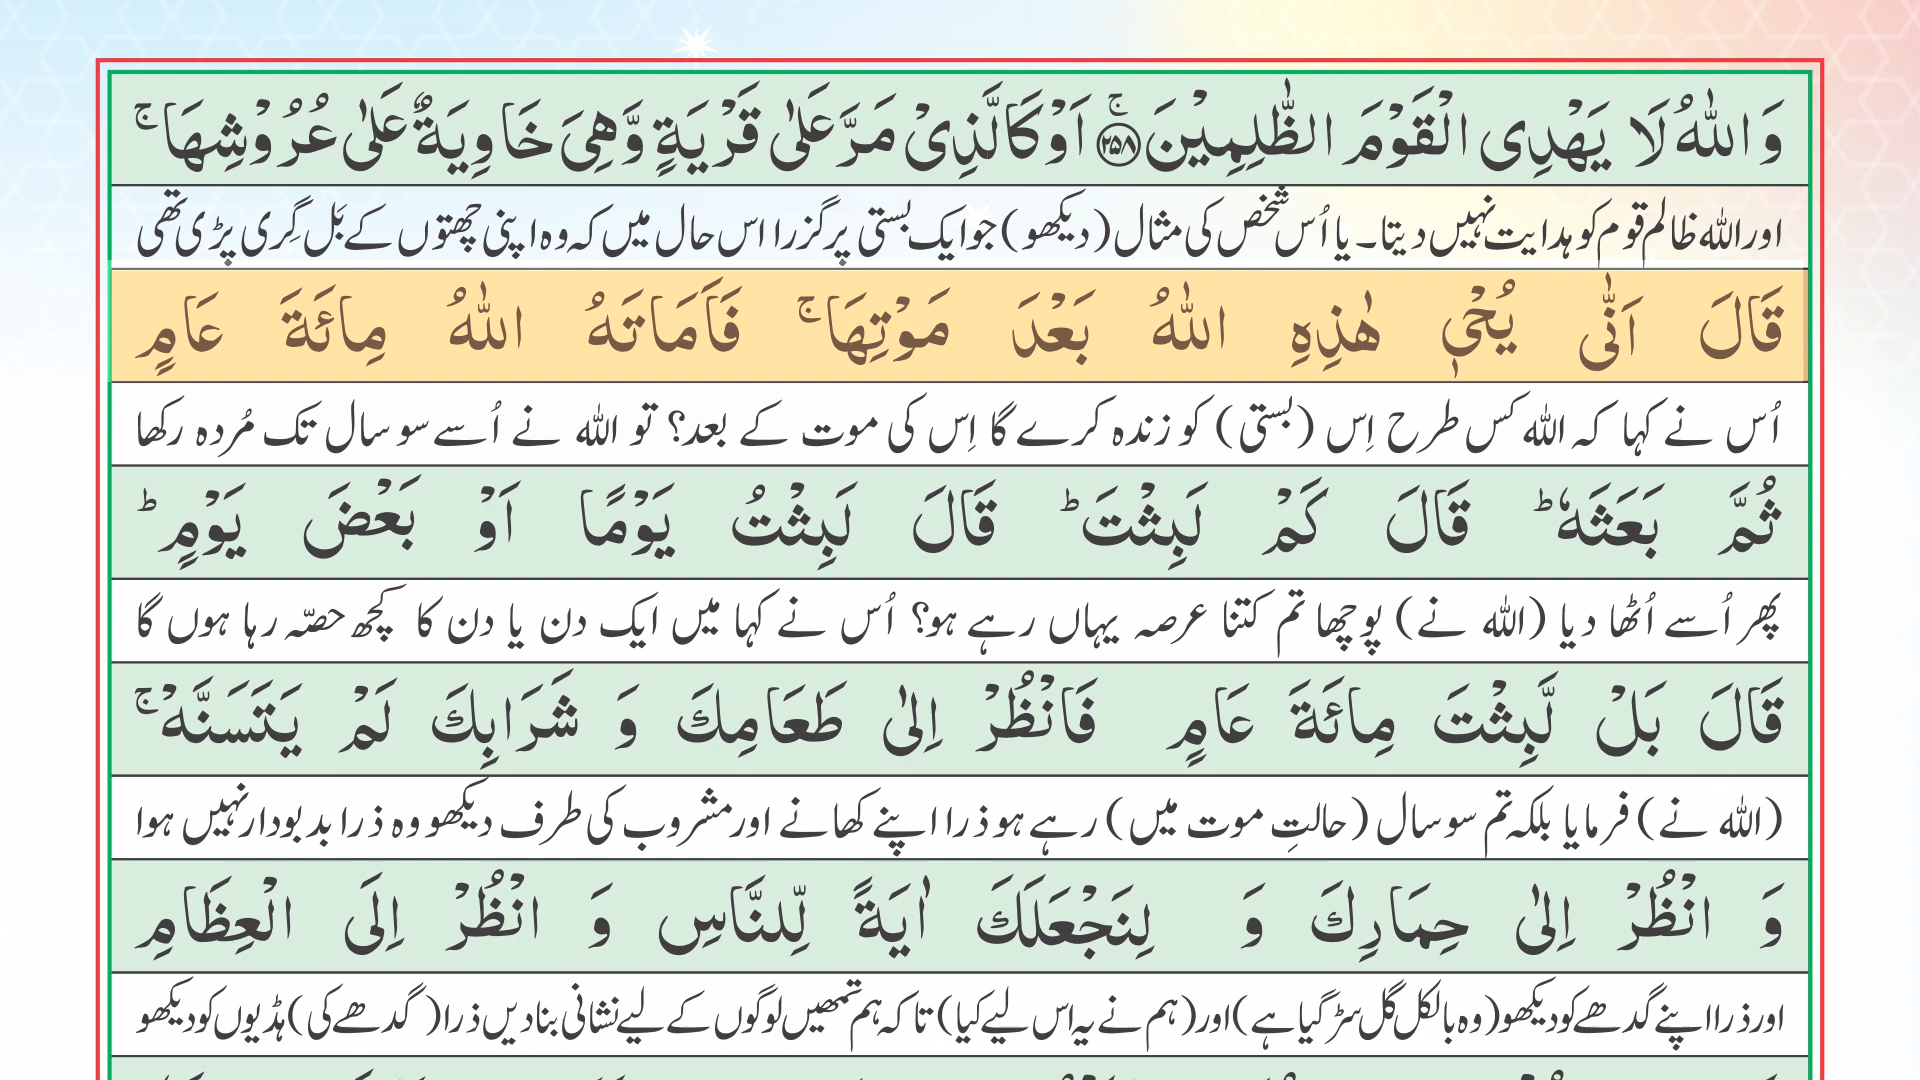 وَ اللّٰهُ لَا یَهْدِی الْقَوْمَ الظّٰلِمِیْنَۚ۝۲۵۸ اَوْ كَالَّذِیْ مَرَّ عَلٰى قَرْیَةٍ وَّ هِیَ خَاوِیَةٌ عَلٰى عُرُوْشِهَاۚ
اور اللہ ظالم قوم کو ہدایت نہیں دیتا۔ یا اُس شخص کی مثال (دیکھو) جو ایک بستی پر گزرا اس حال میں کہ وہ اپنی چھتوں کے بَل گِری پڑی تھی
قَالَ اَنّٰى یُحْیٖ هٰذِهِ اللّٰهُ بَعْدَ مَوْتِهَاۚ فَاَمَاتَهُ اللّٰهُ مِائَةَ عَامٍ
اُس نے کہا کہ اللہ کس طرح اِس (بستی) کو زندہ کرے گا اِس کی موت کے بعد؟ تو اللہ نے اُسے سو سال تک مُردہ رکھا
ثُمَّ بَعَثَهٗؕ قَالَ كَمْ لَبِثْتَؕ قَالَ لَبِثْتُ یَوْمًا اَوْ بَعْضَ یَوْمٍؕ
پھر اُسے اُٹھا دیا (اللہ نے) پوچھا تم کتنا عرصہ یہاں رہے ہو؟ اُس نے کہا میں ایک دن یا دن کا کچھ حصّہ رہا ہوں گا
قَالَ بَلْ لَّبِثْتَ مِائَةَ عَامٍ فَانْظُرْ اِلٰى طَعَامِكَ وَ شَرَابِكَ لَمْ یَتَسَنَّهْۚ
(اللہ نے) فرمایا بلکہ تم سو سال (حالتِ موت میں) رہے ہو ذرا اپنے کھانے اور مشروب کی طرف دیکھو وہ ذرا بدبودار نہیں ہوا
وَ انْظُرْ اِلٰى حِمَارِكَ وَ لِنَجْعَلَكَ اٰیَةً لِّلنَّاسِ وَ انْظُرْ اِلَى الْعِظَامِ
اور ذرا اپنے گدھے کو دیکھو (وہ بالکل گل سڑ گیا ہے) اور (ہم نے یہ اس لیے کیا) تاکہ ہم تمھیں لوگوں کے لیے نشانی بنا دیں ذرا (گدھے کی) ہڈیوں کو دیکھو